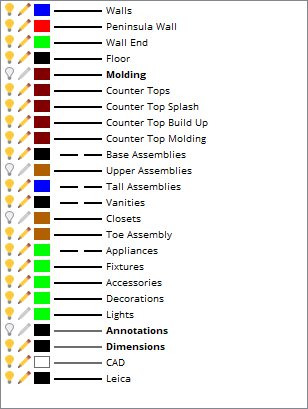 Walls
Peninsula Wall
Wall End
Floor
Molding
Counter Tops
Counter Top Splash
Counter Top Build Up
Counter Top Molding
Base Assemblies
Upper Assemblies
Tall Assemblies
Vanities
Closets
Toe Assembly
Appliances
Fixtures
Accessories
Decorations
Lights
Annotations
Dimensions
CAD
Leica